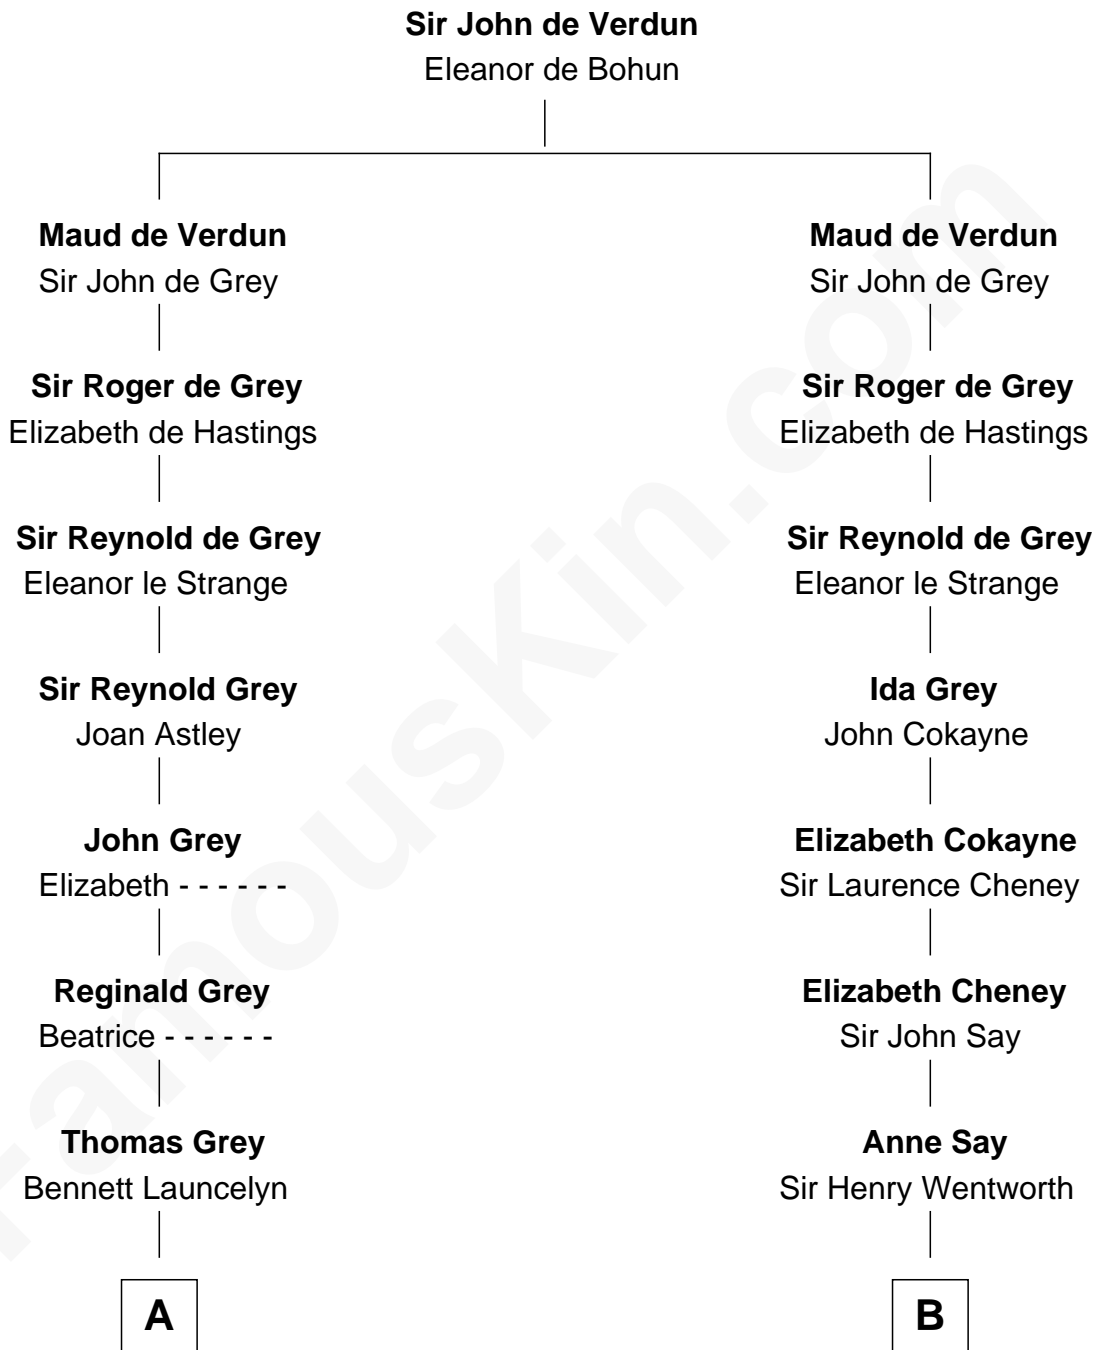 Sir John de Verdun
Eleanor de Bohun
Maud de Verdun
Sir John de Grey
Maud de Verdun
Sir John de Grey
Sir Roger de Grey
Elizabeth de Hastings
Sir Roger de Grey
Elizabeth de Hastings
Sir Reynold de Grey
Eleanor le Strange
Sir Reynold de Grey
Eleanor le Strange
Sir Reynold Grey
Joan Astley
Ida Grey
John Cokayne
John Grey
Elizabeth - - - - - -
Elizabeth Cokayne
Sir Laurence Cheney
Reginald Grey
Beatrice - - - - - -
Elizabeth Cheney
Sir John Say
Thomas Grey
Bennett Launcelyn
Anne Say
Sir Henry Wentworth
A
B
FamousKin.com